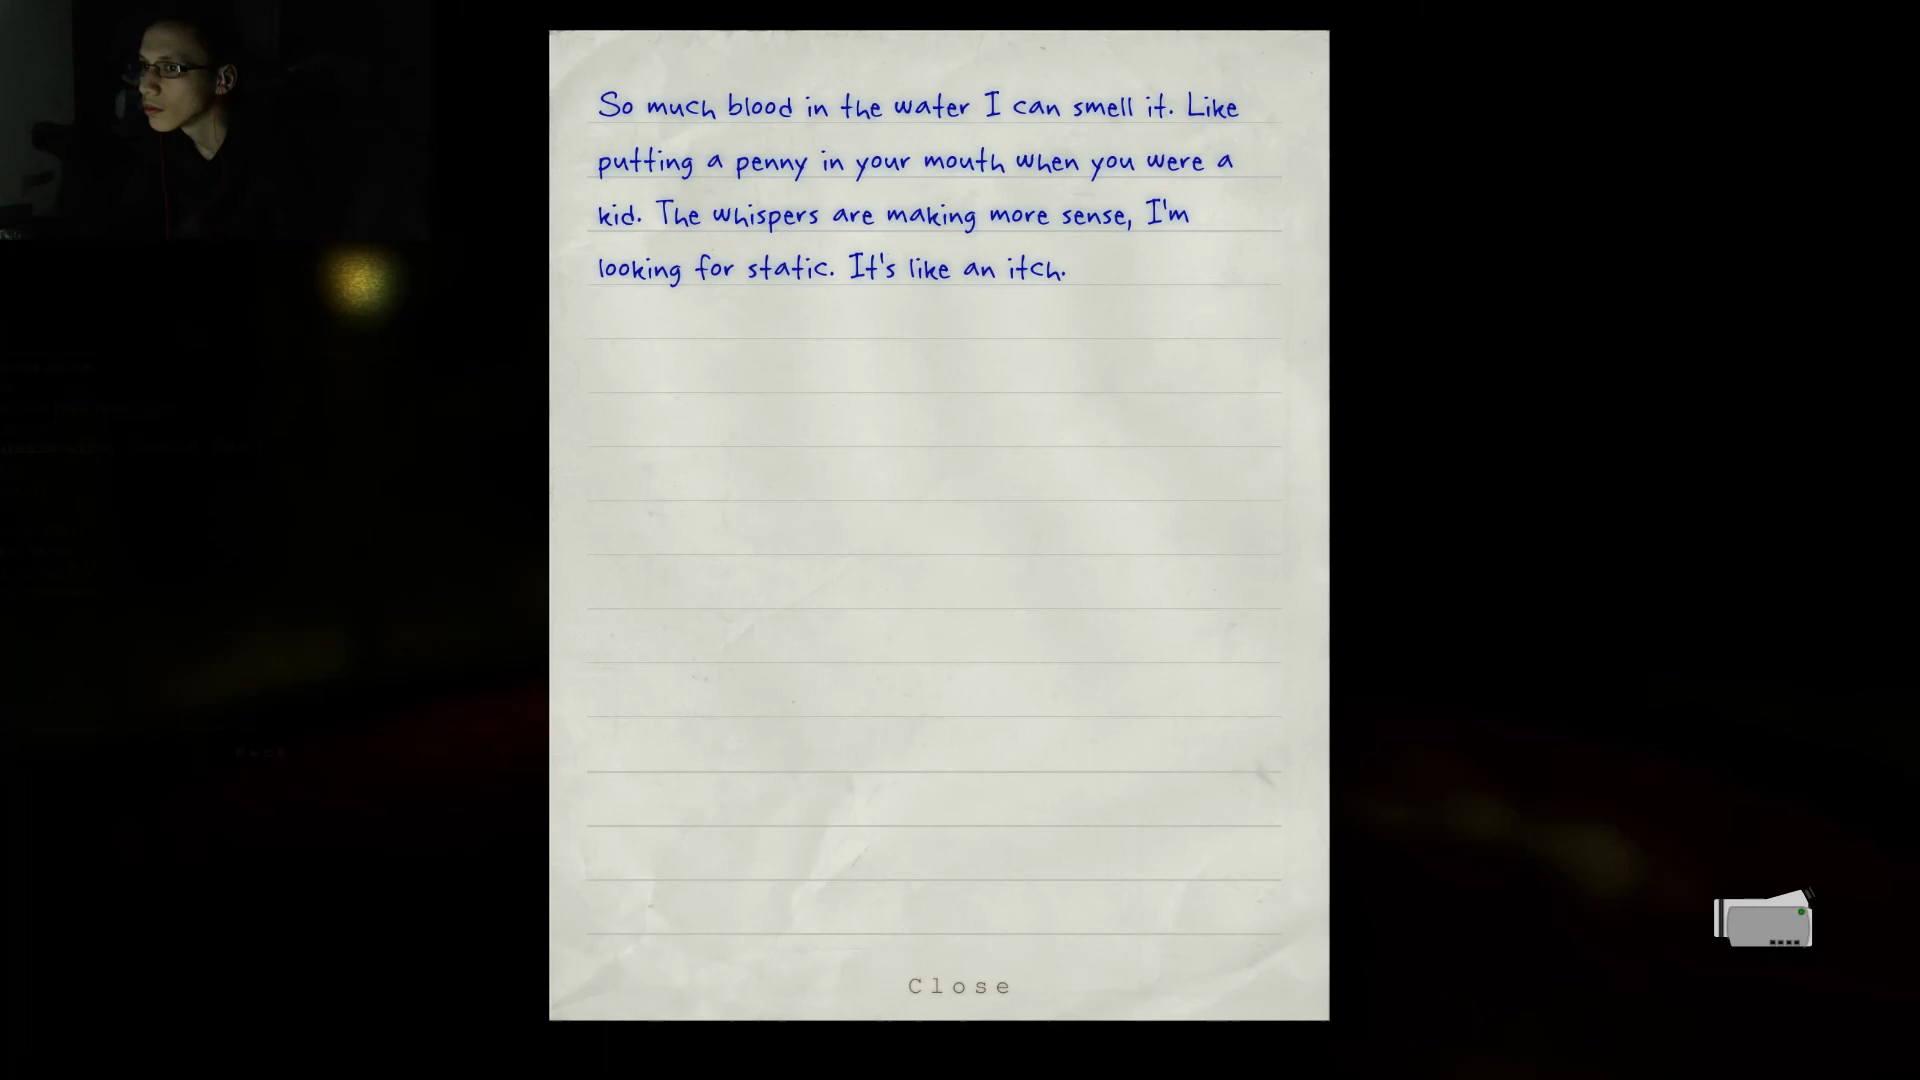 So much blood in the water I can smell it. Like
putting a penny in your mouth when you were a
kid. The whispers are making more sense, I'm
looking for static. It's like an itch.
Close